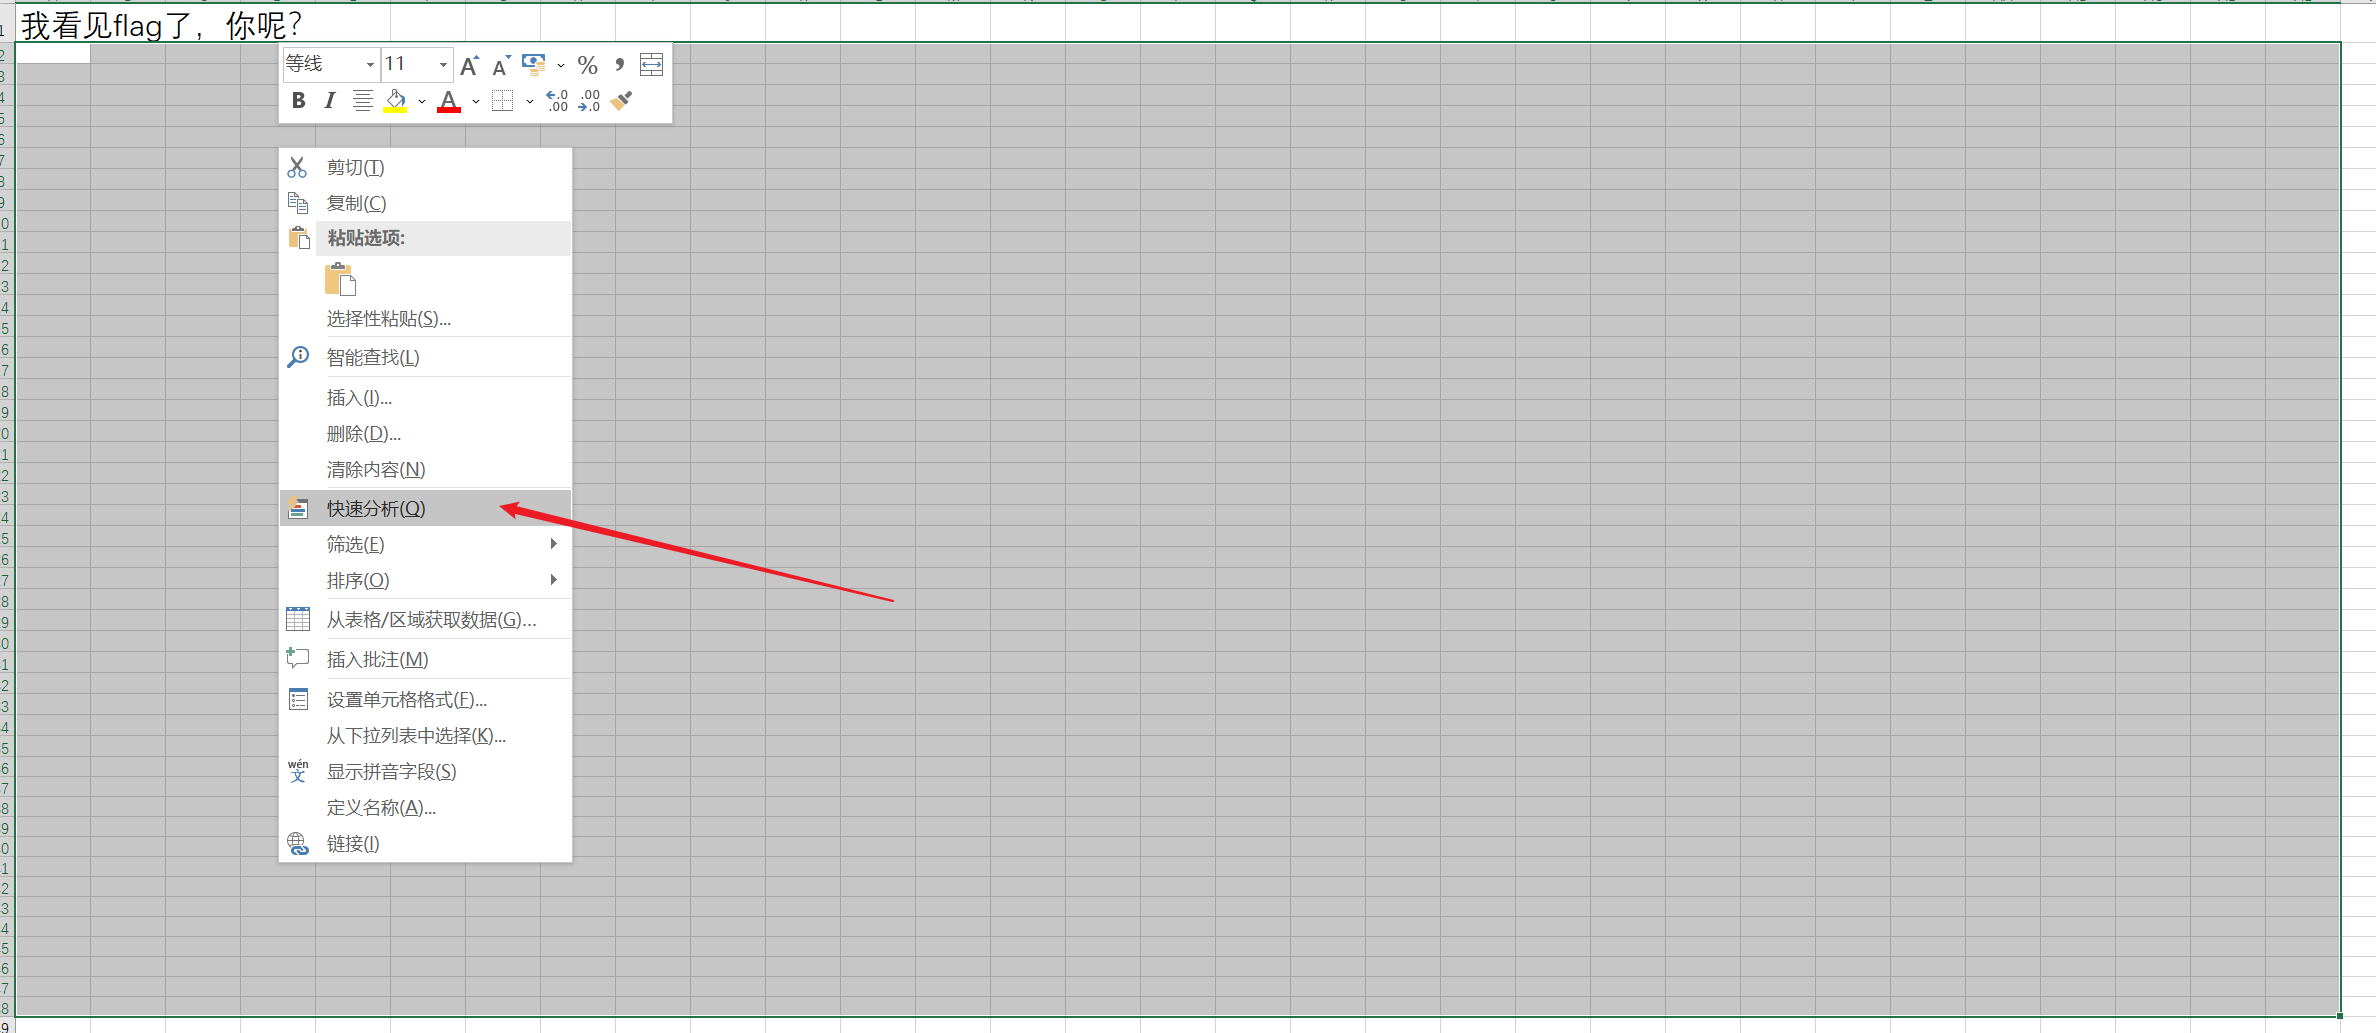 1 我看见flag了，你呢？
等线 11
B I A
剪切(T)
复制(C)
粘贴选项:
选择性粘贴(S)...
智能查找(L)
插入(I)...
删除(D)...
清除内容(N)
快速分析(Q)
筛选(E)
排序(O)
从表格/区域获取数据(G)...
插入批注(M)
设置单元格格式(F)...
从下拉列表中选择(K)...
wén
文
显示拼音字段(S)
定义名称(A)...
链接(I)